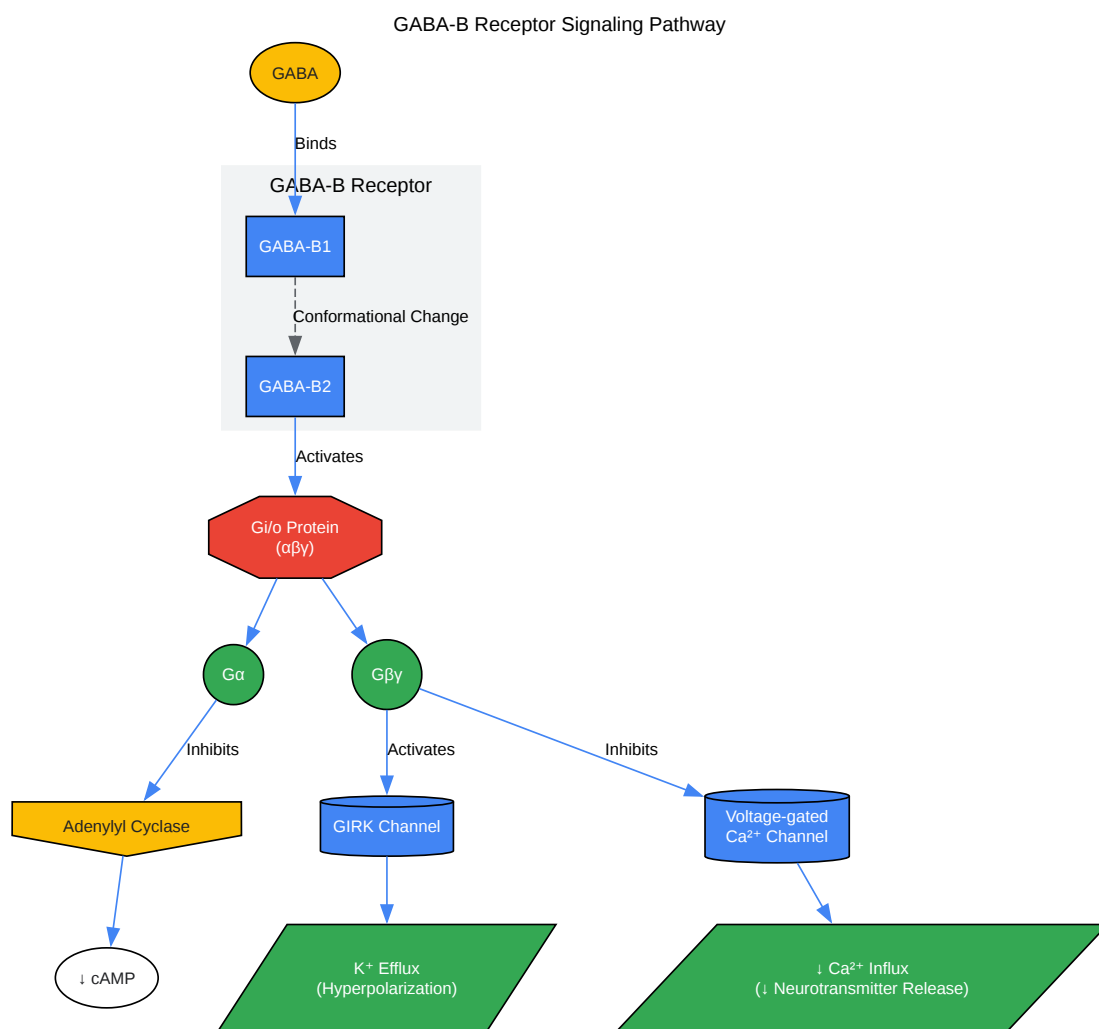 GABA-B Receptor Signaling Pathway
GABA
Binds
GABA-B Receptor
GABA-B1
Conformational Change
GABA-B2
Activates
Gi/o Protein
(αβγ)
Gα
Gβγ
Inhibits
Activates
Inhibits
Adenylyl Cyclase
GIRK Channel
Voltage-gated
Ca²⁺ Channel
↓ cAMP
K⁺ Efflux
(Hyperpolarization)
↓ Ca²⁺ Influx
(↓ Neurotransmitter Release)